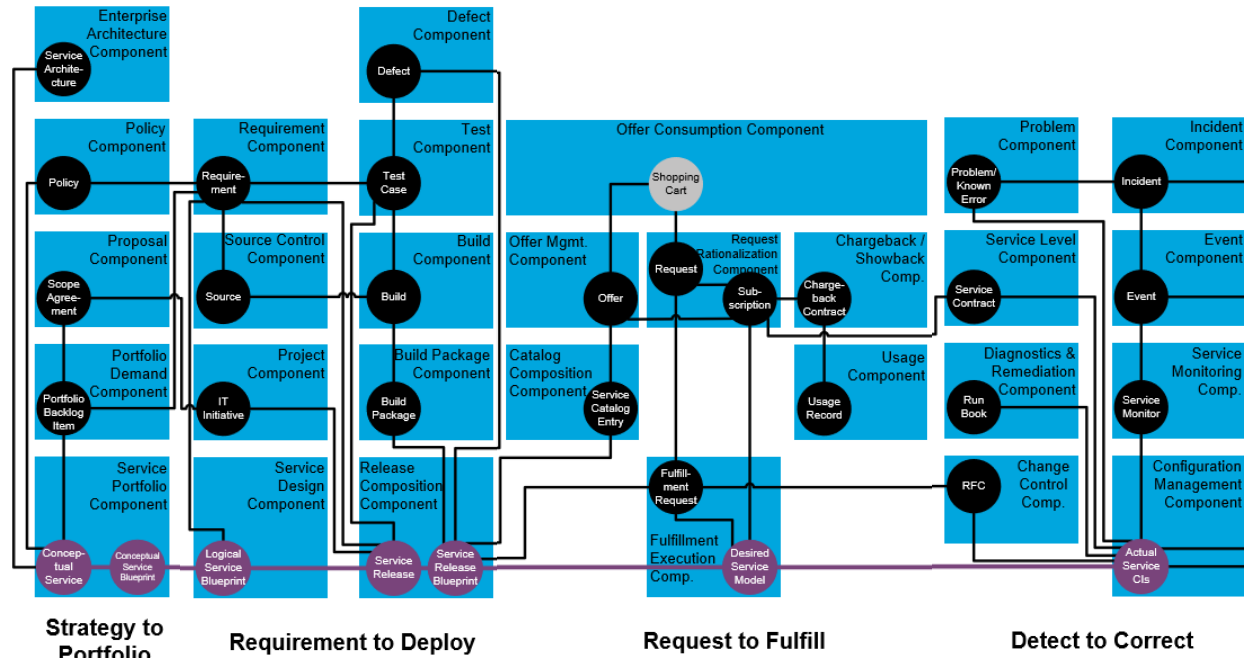 Enterprise
Architecture
Component
Service
Archite-
cture
Policy
Component
Policy
Proposal
Component
Scope
Agree-
ment
Portfolio
Demand
Component
Portfolio
Backlog
Item
Service
Portfolio
Component
Concep-
tual
Service
Conceptual
Service
Blueprint
Strategy to
Portfolio
Requirement
Component
Require-
ment
Source Control
Component
Source
Project
Component
IT
Initiative
Service
Design
Component
Logical
Service
Blueprint
Defect
Component
Defect
Test
Component
Test
Case
Build
Component
Build
Build Package
Component
Build
Package
Release
Composition
Component
Service
Release
Service
Release
Blueprint
Requirement to Deploy
Offer Consumption Component
Shopping
Cart
Offer Mgmt.
Component
Offer
Request
Rationalization
Component
Request
Sub-
scription
Chargeback /
Showback
Comp.
Charge-
back
Contract
Catalog
Composition
Component
Service
Catalog
Entry
Usage
Component
Usage
Record
Fulfill-
ment
Request
Fulfillment
Execution
Comp.
Desired
Service
Model
Request to Fulfill
Problem
Component
Problem/
Known
Error
Incident
Component
Incident
Service Level
Component
Service
Contract
Event
Component
Event
Diagnostics &
Remediation
Component
Run
Book
Service
Monitoring
Comp.
Service
Monitor
Change
Control
Comp.
RFC
Configuration
Management
Component
Actual
Service
CIs
Detect to Correct